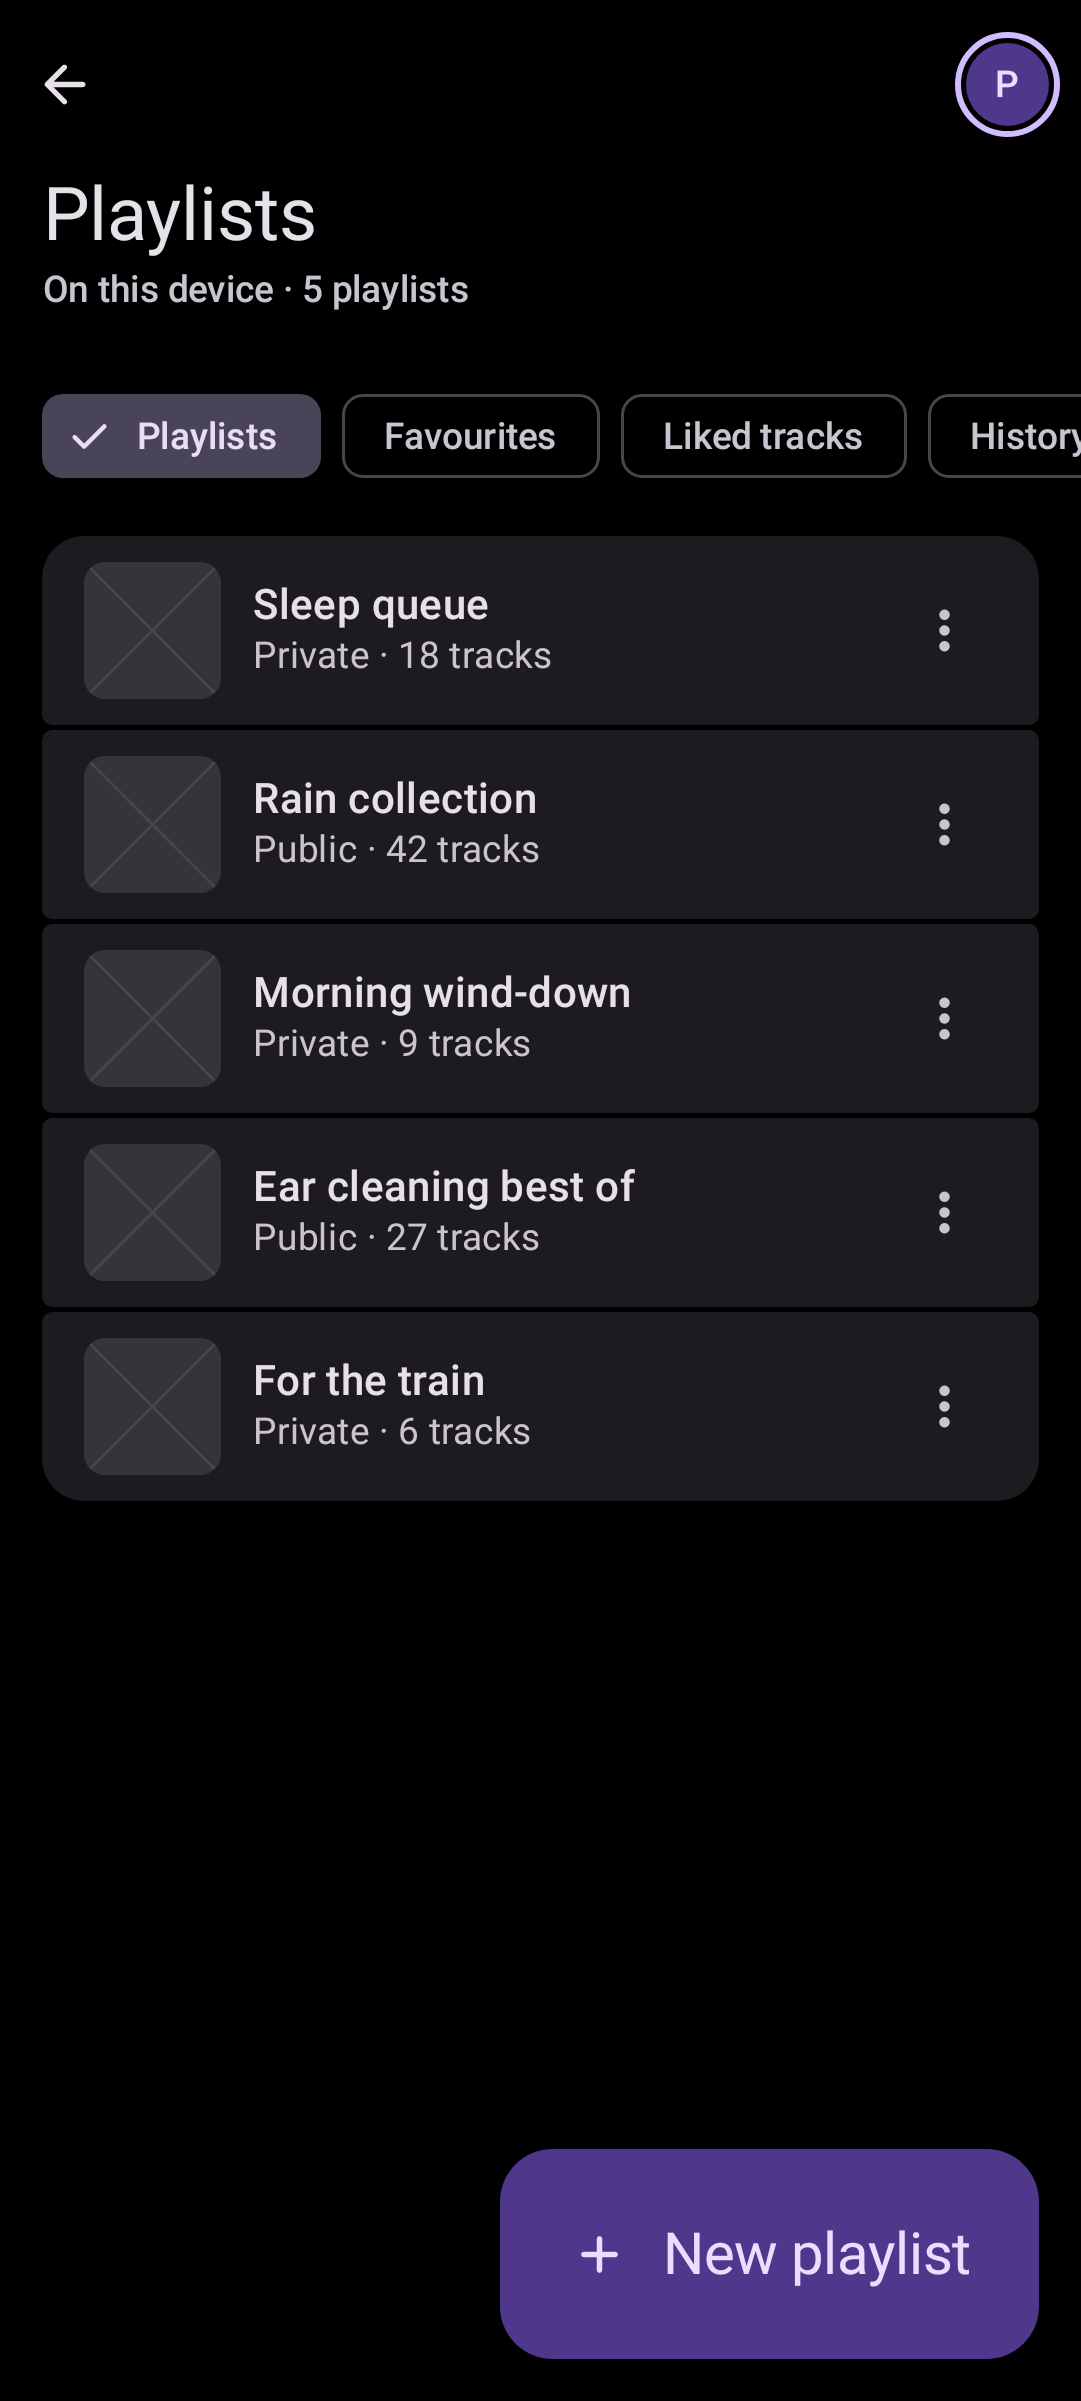 P
Playlists
On this device · 5 playlists
Playlists
Favourites
Liked tracks
History
Sleep queue
Private · 18 tracks
Rain collection
Public · 42 tracks
Morning wind-down
Private · 9 tracks
Ear cleaning best of
Public · 27 tracks
For the train
Private · 6 tracks
New playlist